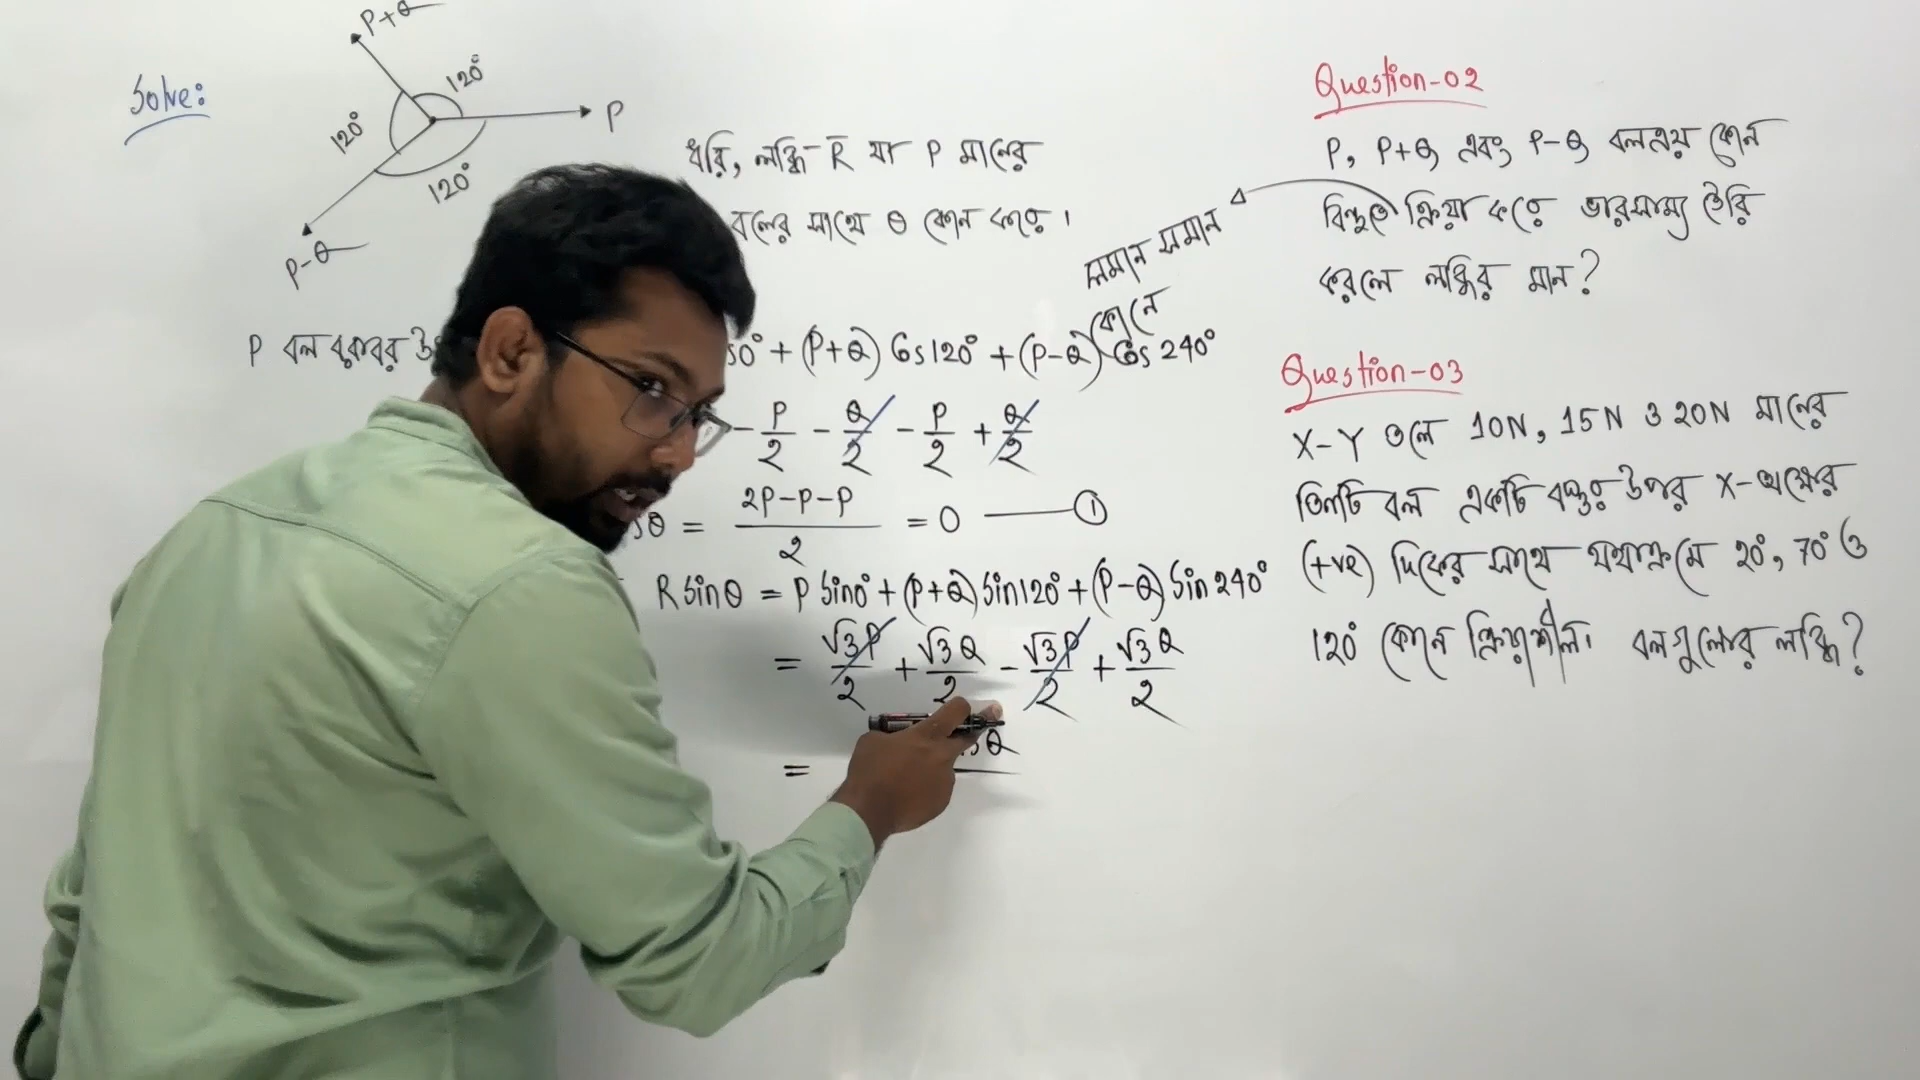 Solve:
P+Q
120°
120°
P
120°
P-Q
ধরি, লব্ধি R যা P মানের
বলের সাথে θ কোন করে।
P বল বরাবর
0° + (P+Q) Cos 120° + (P-Q) Cos 240°
- P/2 - Q/2 - P/2 + Q/2
θ = (2P-P-P)/2 = 0 —— ①
R Sinθ = P Sin0° + (P+Q) Sin120° + (P-Q) Sin 240°
= √3P/2 + √3Q/2 - √3P/2 + √3Q/2
=
Question-02
P, P+Q এবং P-Q বলত্রয় কোন
বিন্দুতে ক্রিয়া করে ভারসাম্য তৈরি
করলে লব্ধির মান?
সমান সমান
কোনে
Question-03
X-Y তলে 10N, 15N ও 20N মানের
তিনটি বল একটি বস্তুর উপর X-অক্ষের
(+ve) দিকের সাথে যথাক্রমে 20°, 70° ও
120° কোনে ক্রিয়াশীল। বলগুলোর লব্ধি?